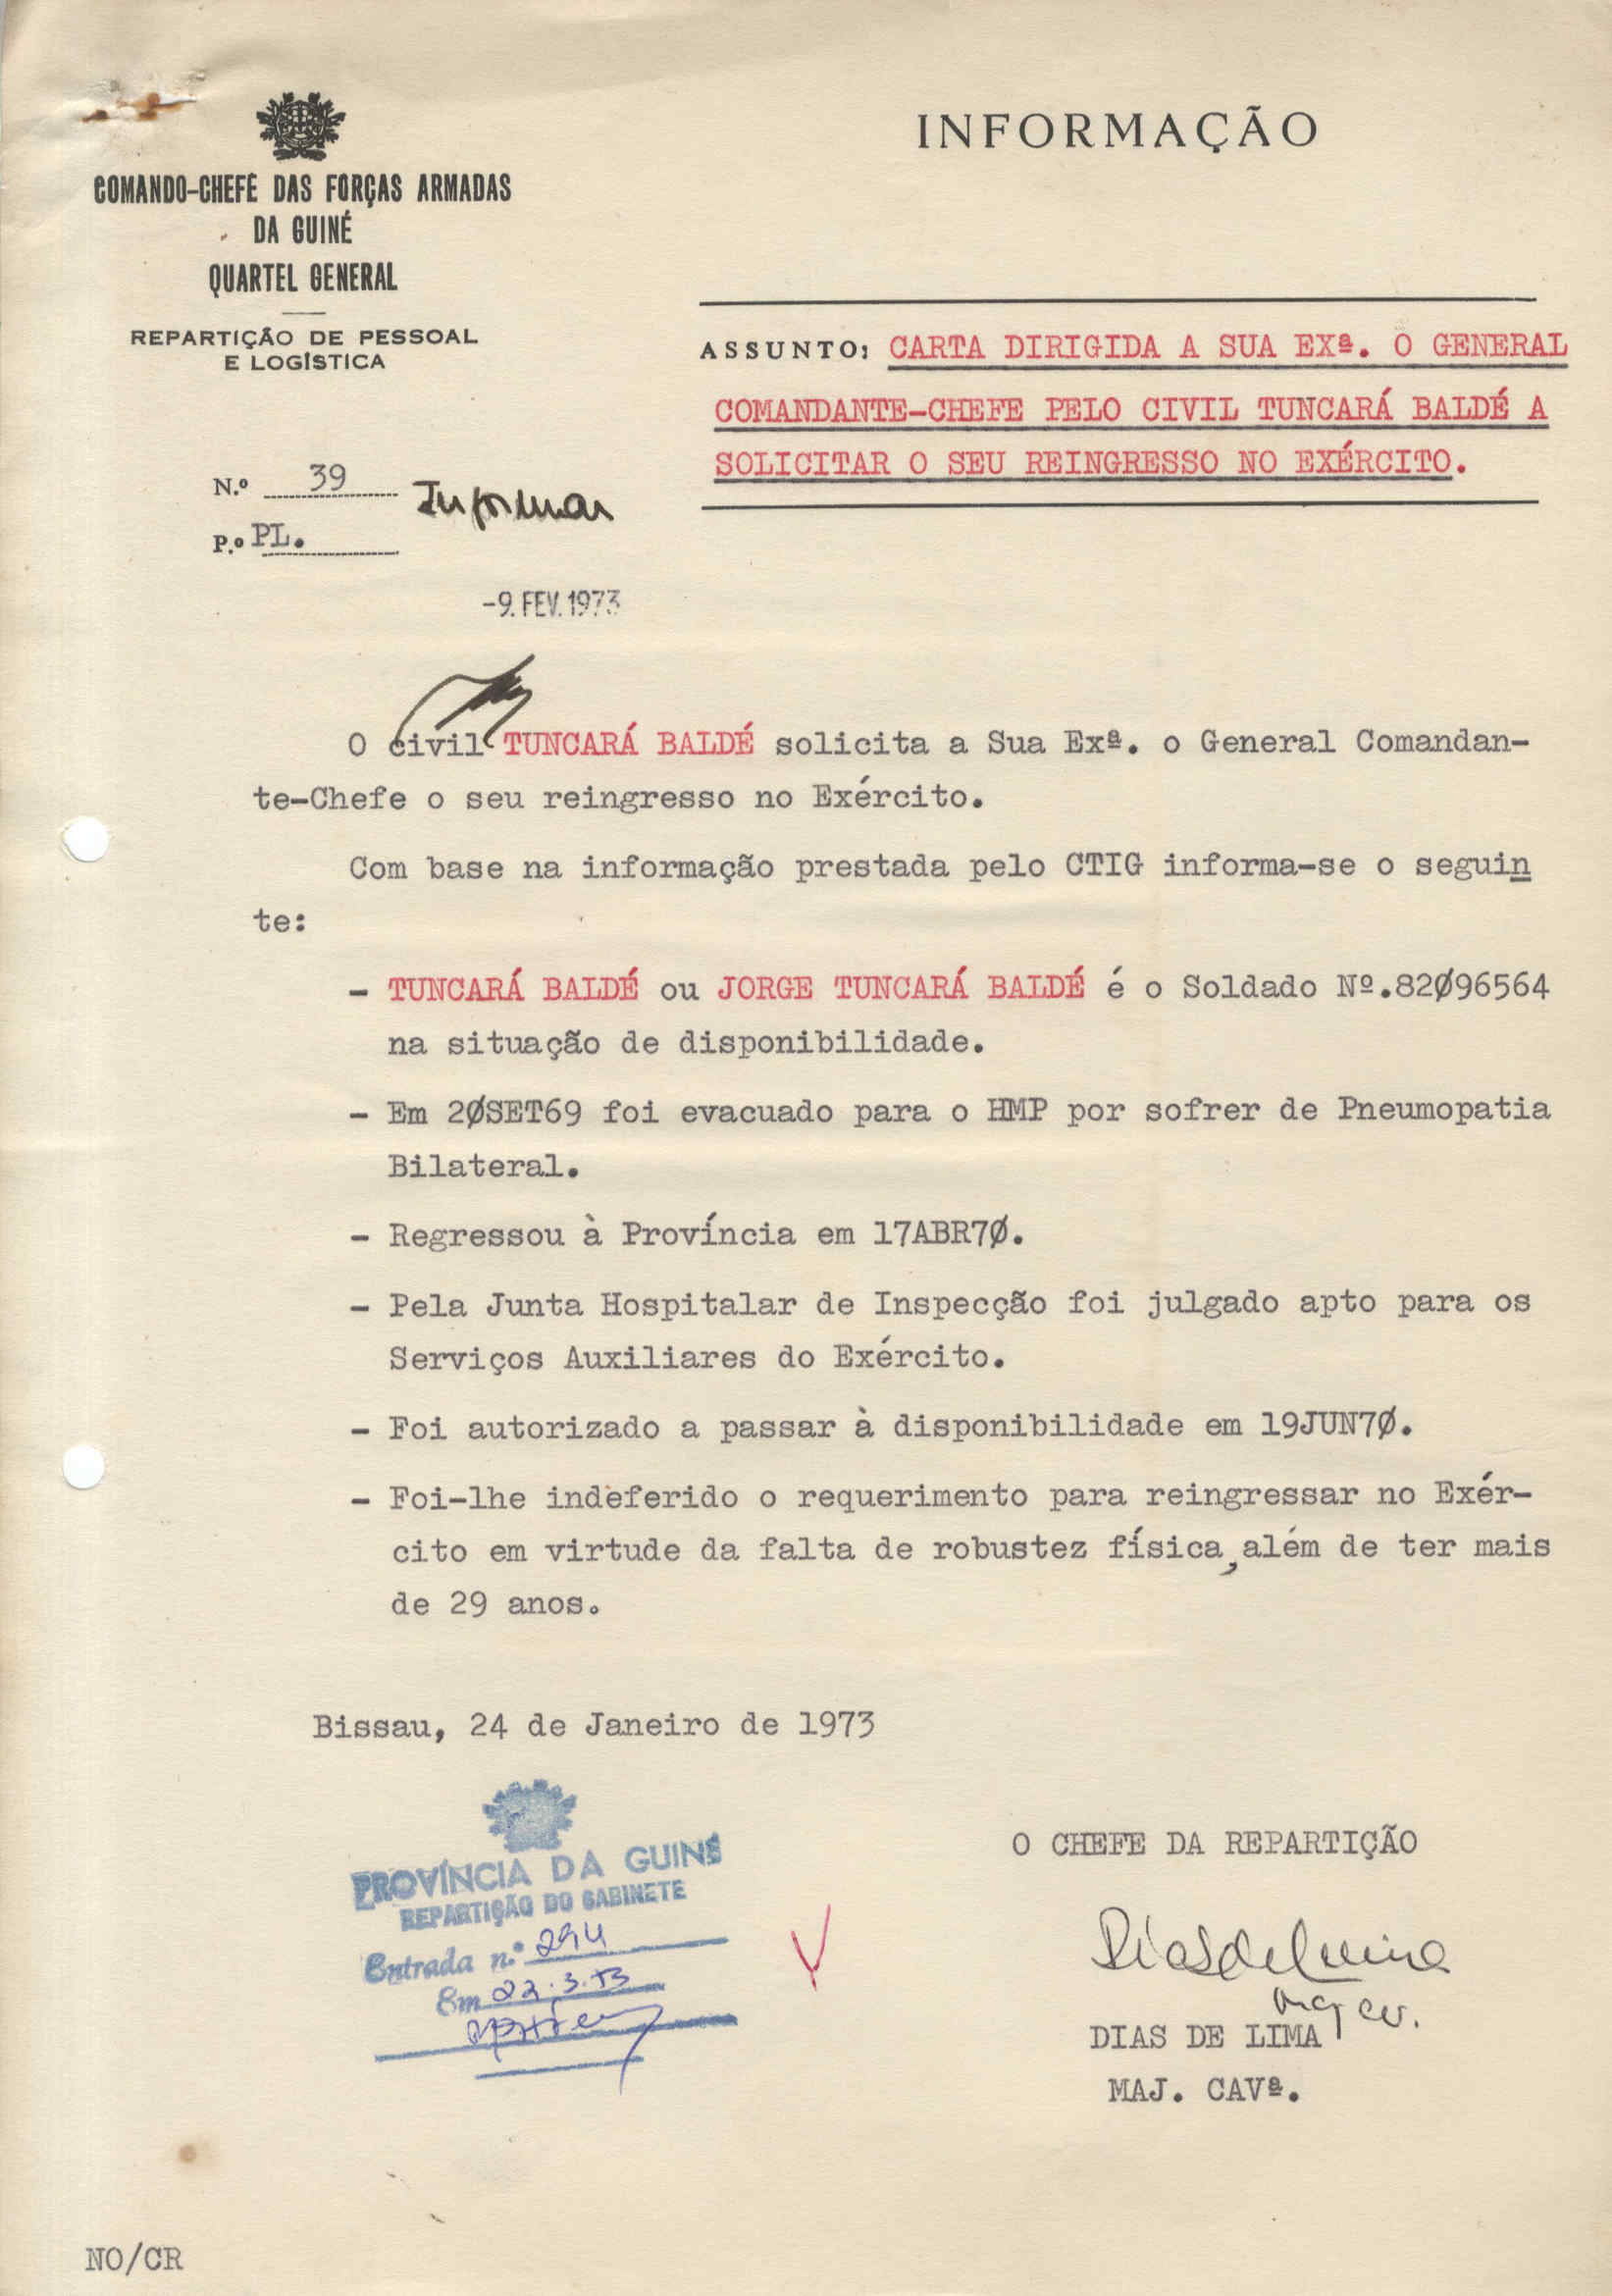 COMANDO-CHEFE DAS FORÇAS ARMADAS
DA GUINÉ
QUARTEL GENERAL
REPARTIÇÃO DE PESSOAL
E LOGÍSTICA
INFORMAÇÃO
ASSUNTO: CARTA DIRIGIDA A SUA EXª. O GENERAL
COMANDANTE-CHEFE PELO CIVIL TUNCARÁ BALDÉ A
SOLICITAR O SEU REINGRESSO NO EXÉRCITO.
N.º 39
Informar
P.º PL.
-9. FEV. 1973
O civil TUNCARÁ BALDÉ solicita a Sua Exª. o General Comandan-
te-Chefe o seu reingresso no Exército.
Com base na informação prestada pelo CTIG informa-se o seguin
te:
- TUNCARÁ BALDÉ ou JORGE TUNCARÁ BALDÉ é o Soldado Nº.82Ø96564
na situação de disponibilidade.
- Em 2ØSET69 foi evacuado para o HMP por sofrer de Pneumopatia
Bilateral.
- Regressou à Província em 17ABR7Ø.
- Pela Junta Hospitalar de Inspecção foi julgado apto para os
Serviços Auxiliares do Exército.
- Foi autorizado a passar à disponibilidade em 19JUN7Ø.
- Foi-lhe indeferido o requerimento para reingressar no Exér-
cito em virtude da falta de robustez física, além de ter mais
de 29 anos.
Bissau, 24 de Janeiro de 1973
PROVÍNCIA DA GUINÉ
REPARTIÇÃO DO GABINETE
Entrada n.º 294
Em 22.3.73
O CHEFE DA REPARTIÇÃO
Dias de Lima
Maj cav.
DIAS DE LIMA
MAJ. CAVª.
NO/CR